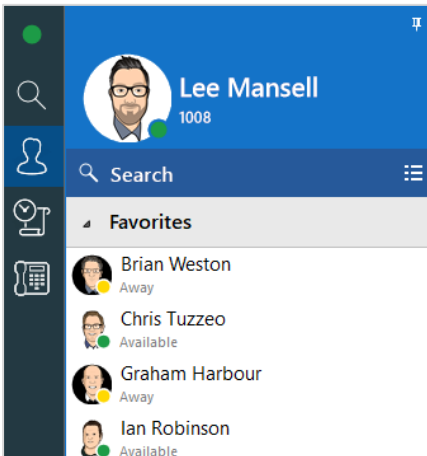 Lee Mansell
1008
Search
Favorites
Brian Weston
Away
Chris Tuzzeo
Available
Graham Harbour
Away
Ian Robinson
Available